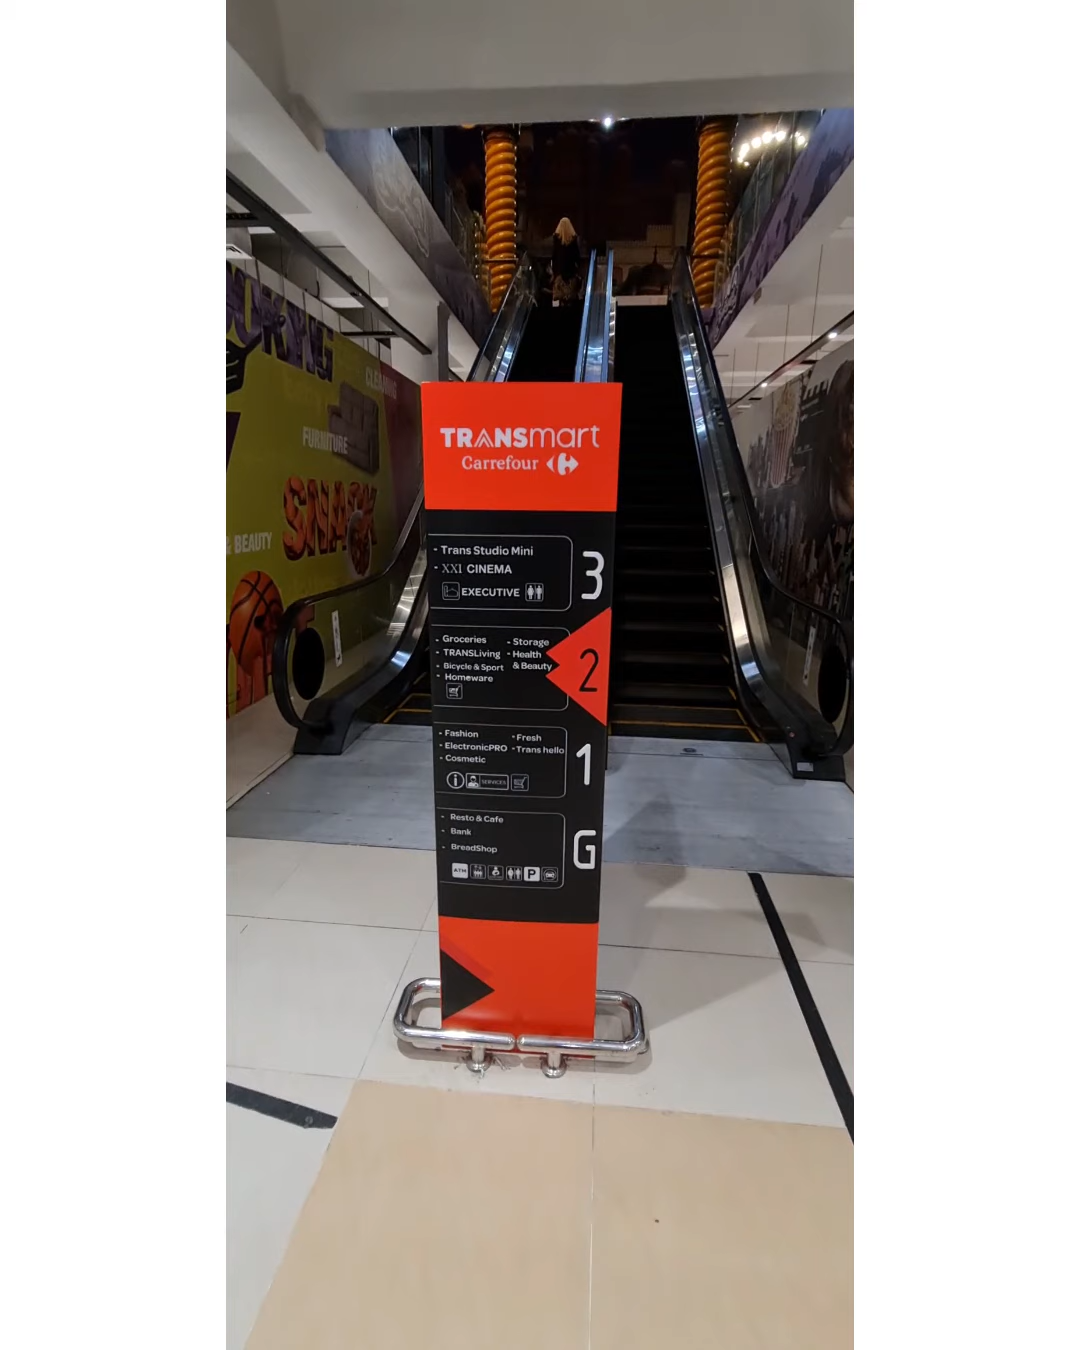 TRANSmart
Carrefour
- Trans Studio Mini
- XXI CINEMA
EXECUTIVE
3
- Groceries
- TRANSLiving
- Bicycle & Sport
- Homeware
- Storage
- Health
& Beauty
2
- Fashion
- ElectronicPRO
- Cosmetic
- Fresh
- Trans hello
SERVICES
1
- Resto & Cafe
- Bank
- BreadShop
ATM
P
G
CLEANING
FURNITURE
SNACK
& BEAUTY